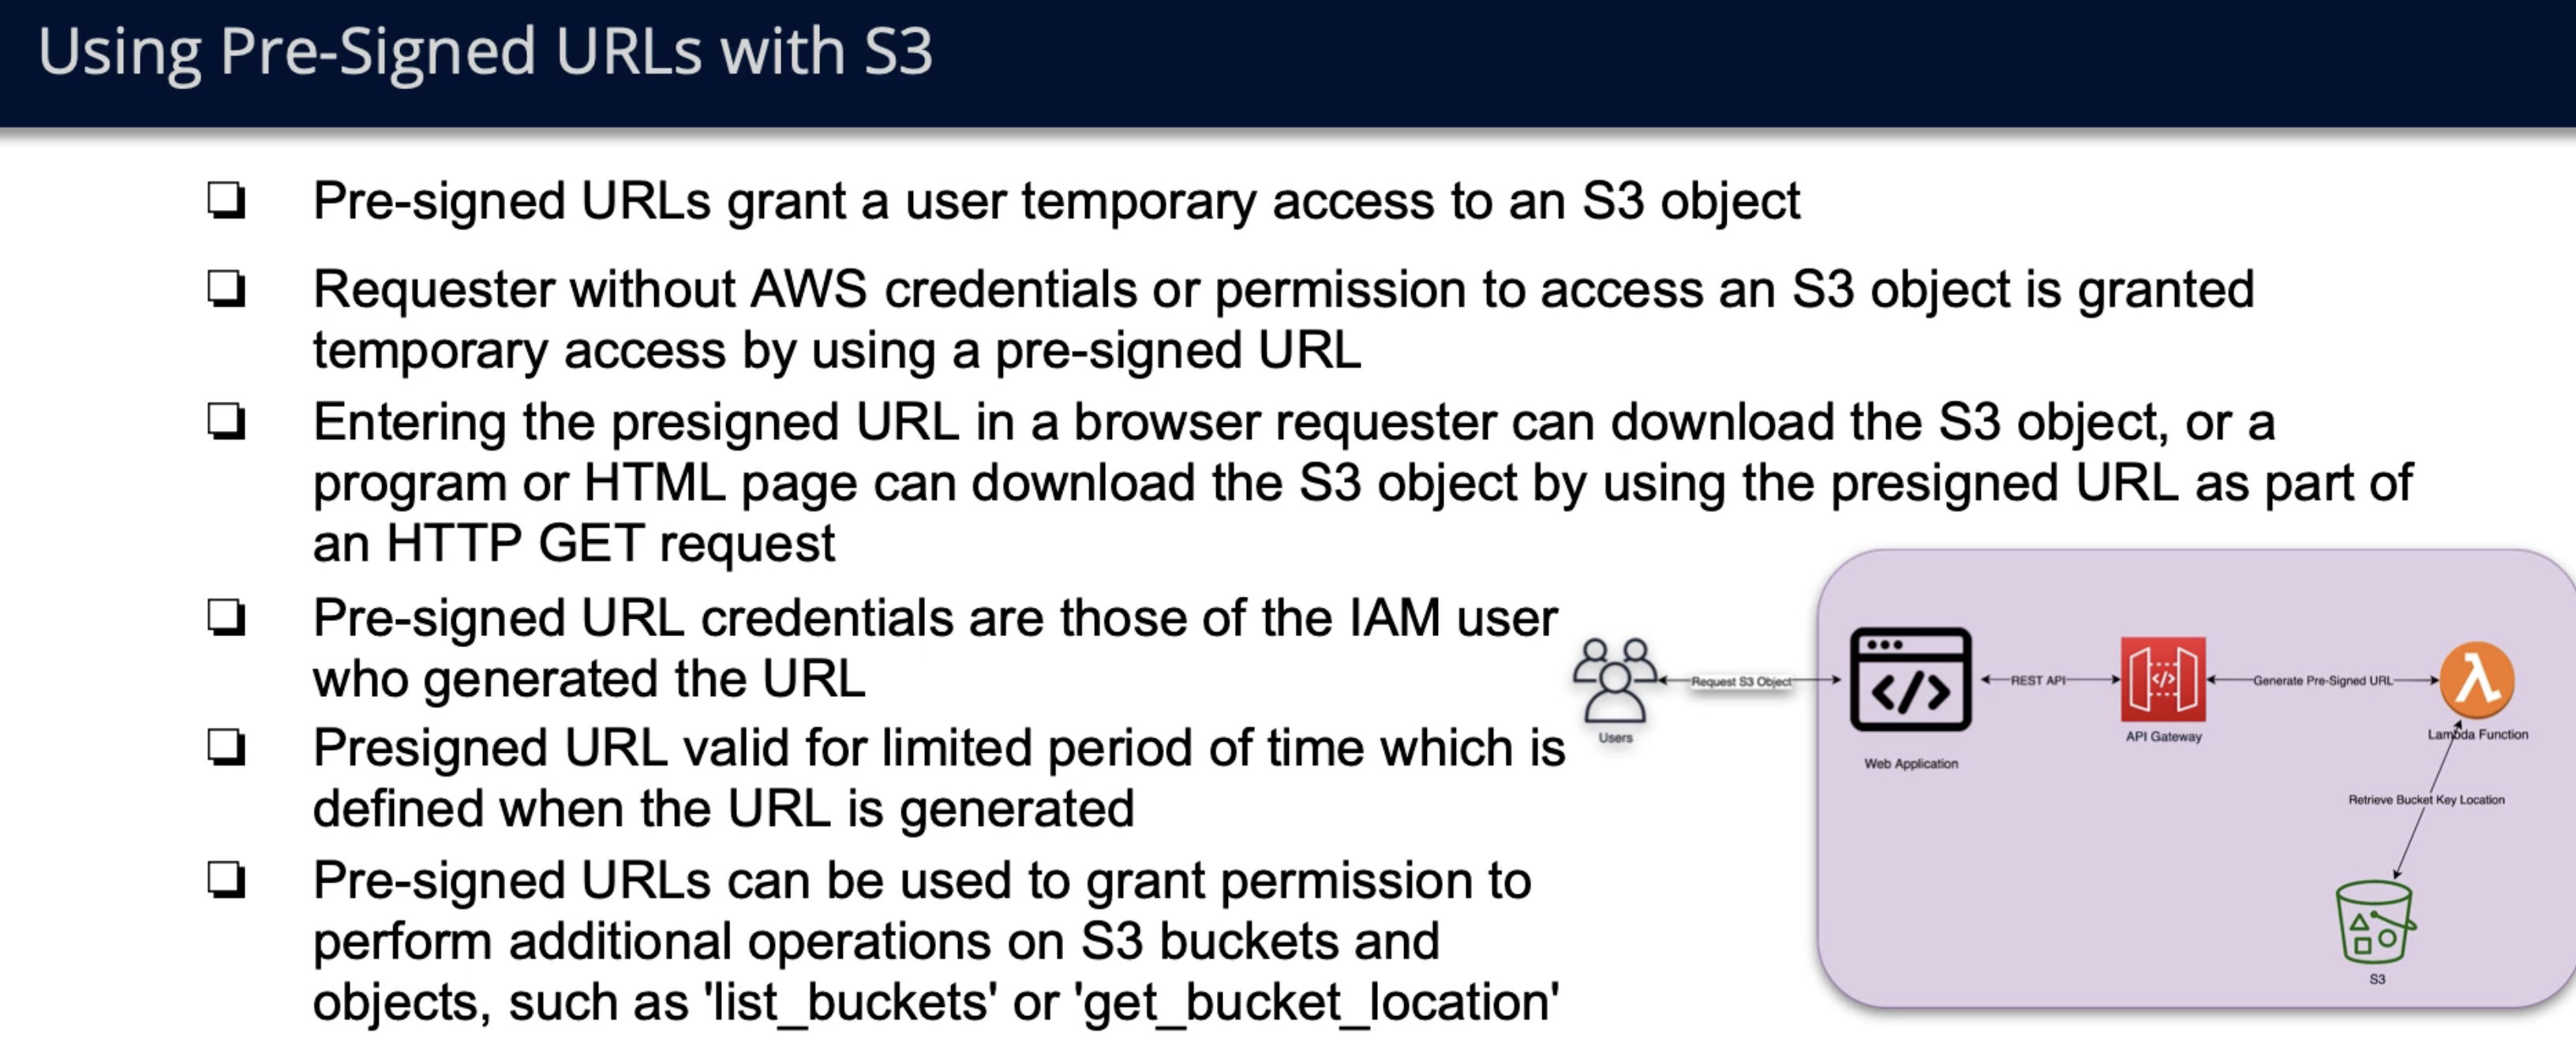 Using Pre-Signed URLs with S3
Pre-signed URLs grant a user temporary access to an S3 object
Requester without AWS credentials or permission to access an S3 object is granted
temporary access by using a pre-signed URL
Entering the presigned URL in a browser requester can download the S3 object, or a
program or HTML page can download the S3 object by using the presigned URL as part of
an HTTP GET request
Pre-signed URL credentials are those of the IAM user
who generated the URL
Presigned URL valid for limited period of time which is
defined when the URL is generated
Pre-signed URLs can be used to grant permission to
perform additional operations on S3 buckets and
objects, such as 'list_buckets' or 'get_bucket_location'
Users
Request S3 Object
Web Application
REST API
API Gateway
Generate Pre-Signed URL
Lambda Function
Retrieve Bucket Key Location
S3